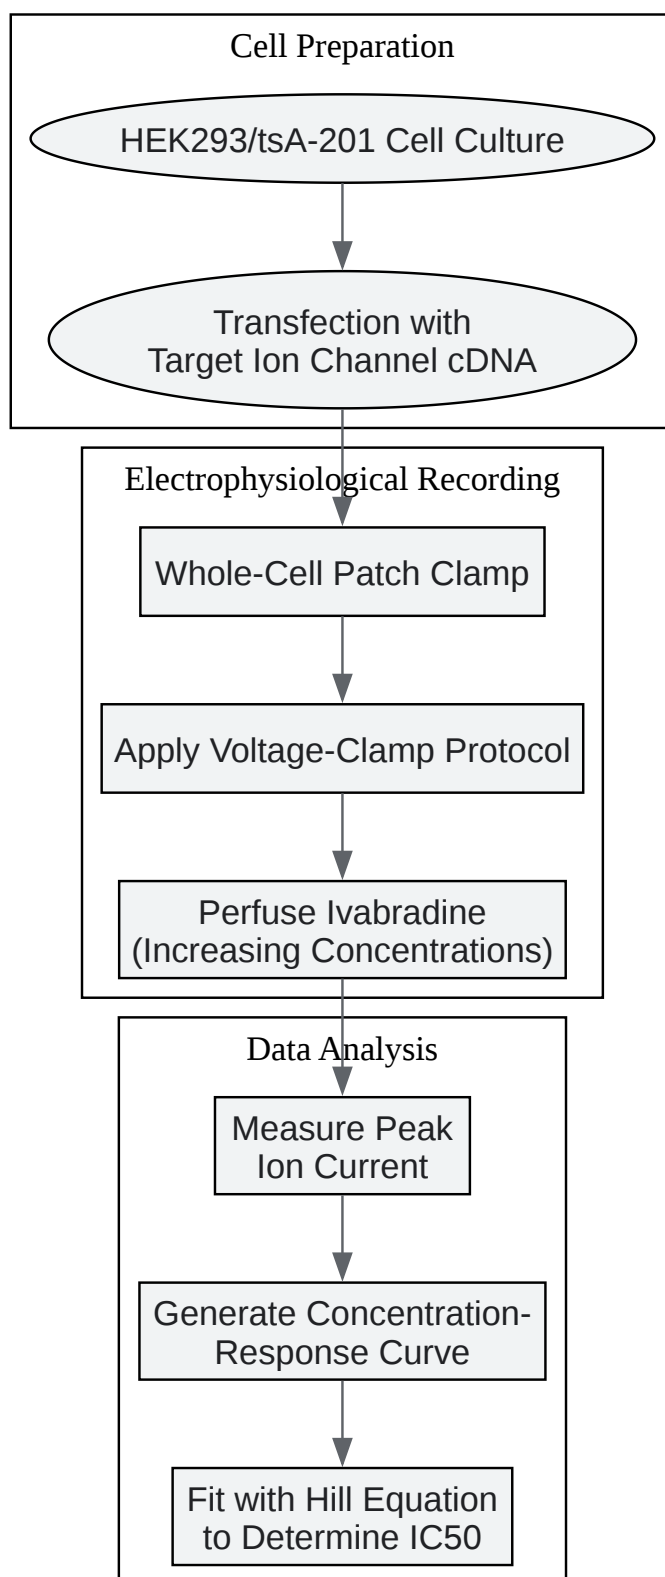 Cell Preparation
HEK293/tsA-201 Cell Culture
Transfection with
Target Ion Channel cDNA
Electrophysiological Recording
Whole-Cell Patch Clamp
Apply Voltage-Clamp Protocol
Perfuse Ivabradine
(Increasing Concentrations)
Data Analysis
Measure Peak
Ion Current
Generate Concentration-
Response Curve
Fit with Hill Equation
to Determine IC50